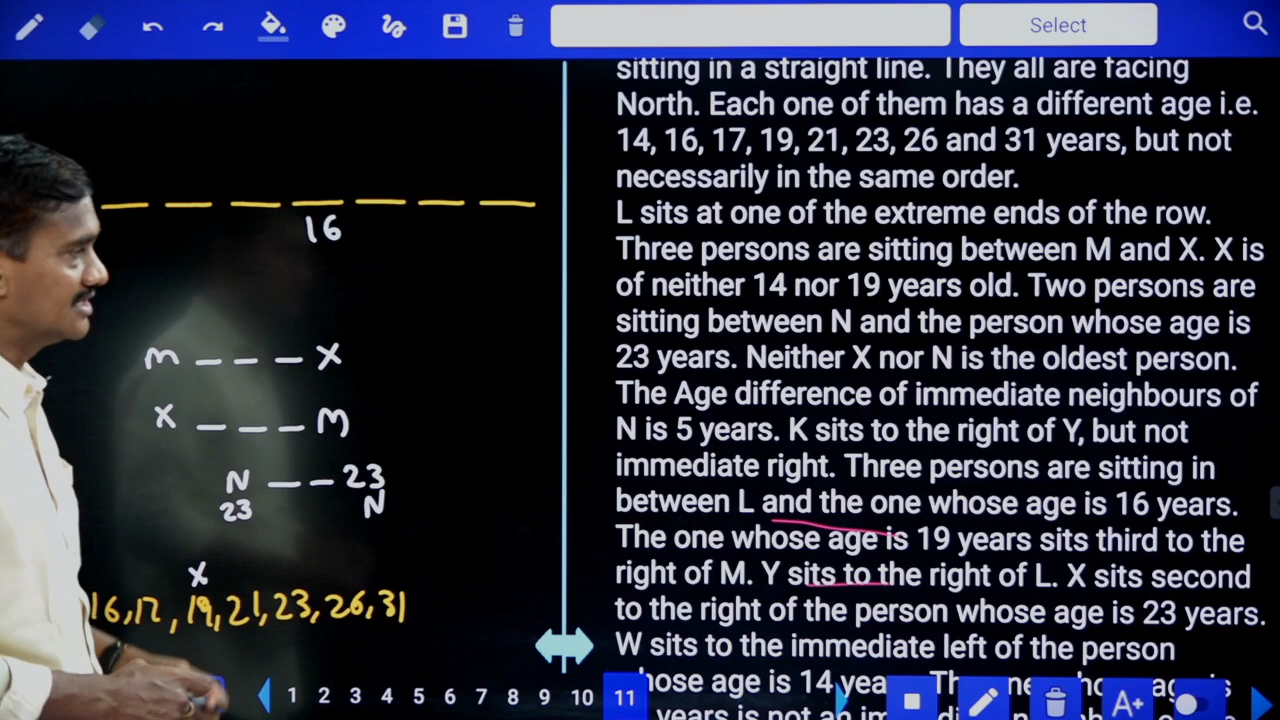 Select
sitting in a straight line. They all are facing
North. Each one of them has a different age i.e.
14, 16, 17, 19, 21, 23, 26 and 31 years, but not
necessarily in the same order.
L sits at one of the extreme ends of the row.
Three persons are sitting between M and X. X is
of neither 14 nor 19 years old. Two persons are
sitting between N and the person whose age is
23 years. Neither X nor N is the oldest person.
The Age difference of immediate neighbours of
N is 5 years. K sits to the right of Y, but not
immediate right. Three persons are sitting in
between L and the one whose age is 16 years.
The one whose age is 19 years sits third to the
right of M. Y sits to the right of L. X sits second
to the right of the person whose age is 23 years.
W sits to the immediate left of the person
whose age is 14
years is not an
16
M _ _ _ X
X _ _ _ M
N _ _ 23
23 N
X
16, 17, 19, 21, 23, 26, 31
1 2 3 4 5 6 7 8 9 10 11
A+